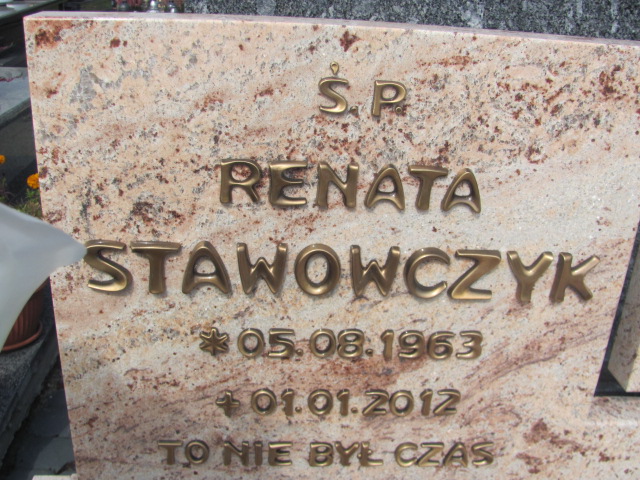 Ś. P.
RENATA
STAWOWCZYK
* 05.08.1963
+ 01.01.2012
TO NIE BYŁ CZAS